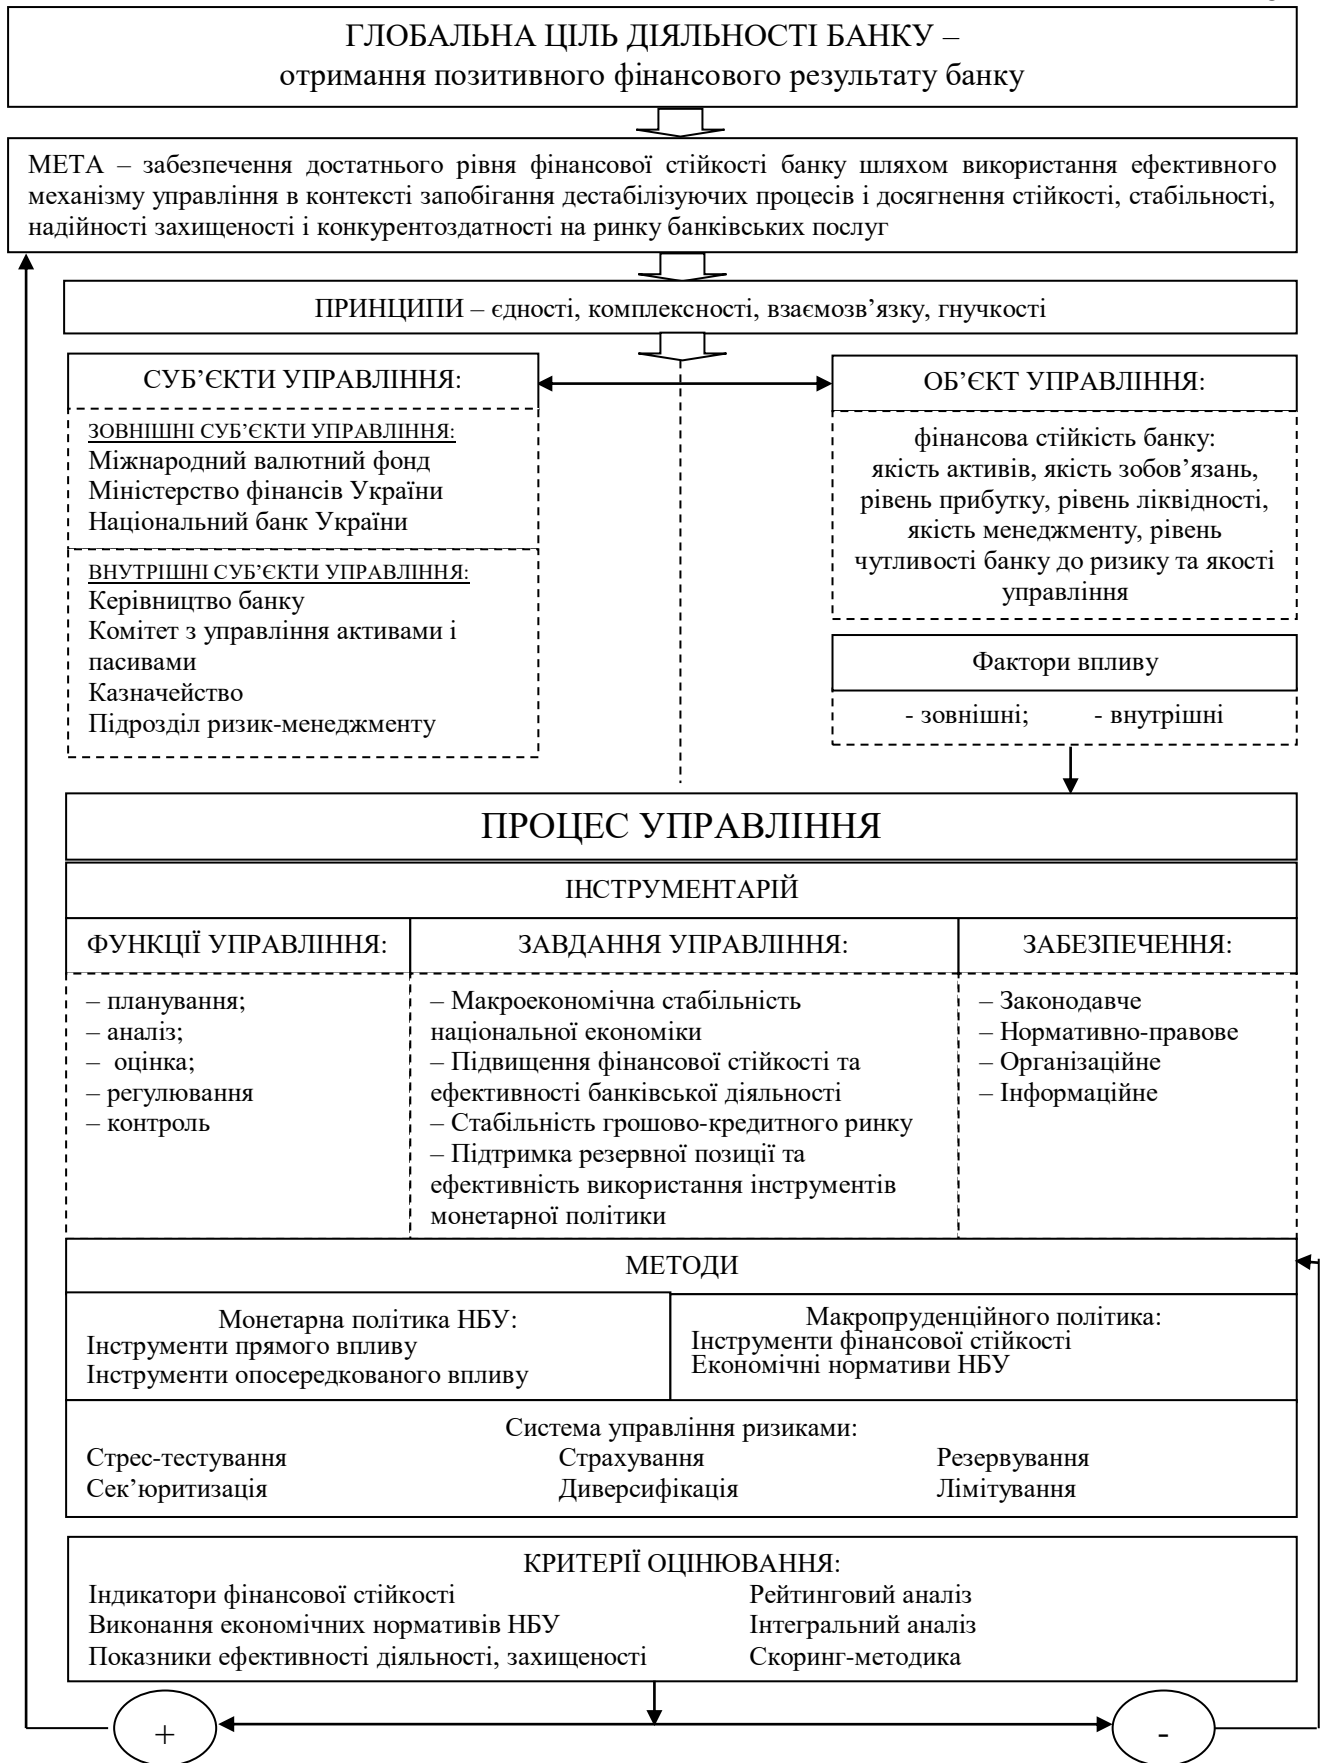 ГЛОБАЛЬНА ЦІЛЬ ДІЯЛЬНОСТІ БАНКУ –
отримання позитивного фінансового результату банку
МЕТА – забезпечення достатнього рівня фінансової стійкості банку шляхом використання ефективного
механізму управління в контексті запобігання дестабілізуючих процесів і досягнення стійкості, стабільності,
надійності захищеності і конкурентоздатності на ринку банківських послуг
ПРИНЦИПИ – єдності, комплексності, взаємозв’язку, гнучкості
СУБ’ЄКТИ УПРАВЛІННЯ:
ЗОВНІШНІ СУБ’ЄКТИ УПРАВЛІННЯ:
Міжнародний валютний фонд
Міністерство фінансів України
Національний банк України
ВНУТРІШНІ СУБ’ЄКТИ УПРАВЛІННЯ:
Керівництво банку
Комітет з управління активами і
пасивами
Казначейство
Підрозділ ризик-менеджменту
ОБ’ЄКТ УПРАВЛІННЯ:
фінансова стійкість банку:
якість активів, якість зобов’язань,
рівень прибутку, рівень ліквідності,
якість менеджменту, рівень
чутливості банку до ризику та якості
управління
Фактори впливу
- зовнішні; - внутрішні
ПРОЦЕС УПРАВЛІННЯ
ІНСТРУМЕНТАРІЙ
ФУНКЦІЇ УПРАВЛІННЯ:
– планування;
– аналіз;
– оцінка;
– регулювання
– контроль
ЗАВДАННЯ УПРАВЛІННЯ:
– Макроекономічна стабільність
національної економіки
– Підвищення фінансової стійкості та
ефективності банківської діяльності
– Стабільність грошово-кредитного ринку
– Підтримка резервної позиції та
ефективність використання інструментів
монетарної політики
ЗАБЕЗПЕЧЕННЯ:
– Законодавче
– Нормативно-правове
– Організаційне
– Інформаційне
МЕТОДИ
Монетарна політика НБУ:
Інструменти прямого впливу
Інструменти опосередкованого впливу
Макропруденційного політика:
Інструменти фінансової стійкості
Економічні нормативи НБУ
Система управління ризиками:
Стрес-тестування Страхування Резервування
Сек’юритизація Диверсифікація Лімітування
КРИТЕРІЇ ОЦІНЮВАННЯ:
Індикатори фінансової стійкості Рейтинговий аналіз
Виконання економічних нормативів НБУ Інтегральний аналіз
Показники ефективності діяльності, захищеності Скоринг-методика
+ -